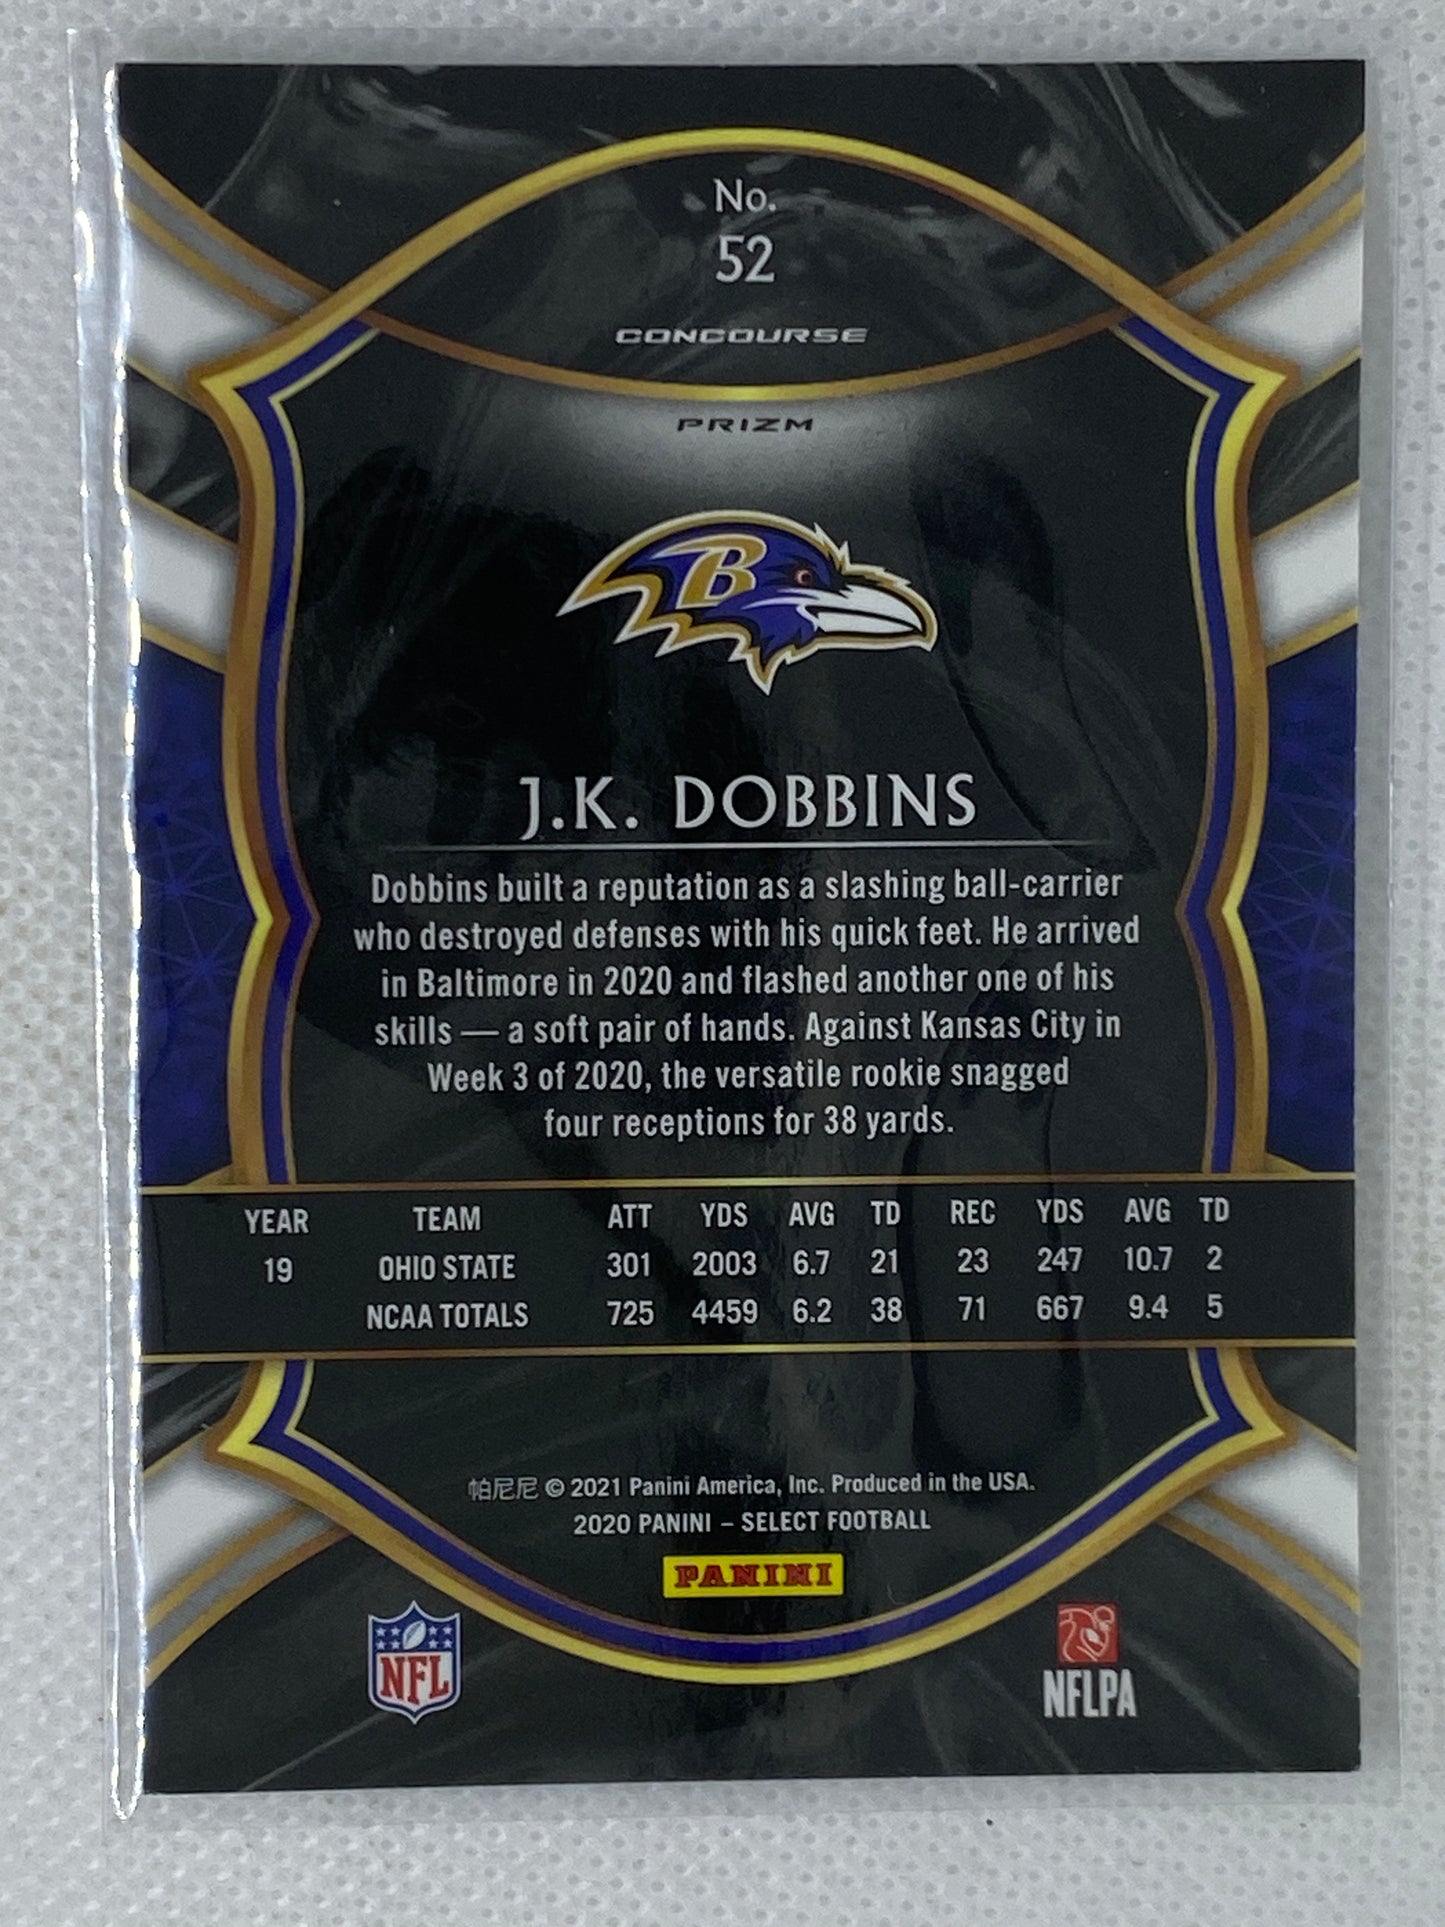 No.
52
CONCOURSE
PRIZM
B
J.K. DOBBINS
Dobbins built a reputation as a slashing ball-carrier
who destroyed defenses with his quick feet. He arrived
in Baltimore in 2020 and flashed another one of his
skills — a soft pair of hands. Against Kansas City in
Week 3 of 2020, the versatile rookie snagged
four receptions for 38 yards.
YEAR TEAM ATT YDS AVG TD REC YDS AVG TD
19 OHIO STATE 301 2003 6.7 21 23 247 10.7 2
NCAA TOTALS 725 4459 6.2 38 71 667 9.4 5
帕尼尼 © 2021 Panini America, Inc. Produced in the USA.
2020 PANINI – SELECT FOOTBALL
PANINI
NFL
NFLPA